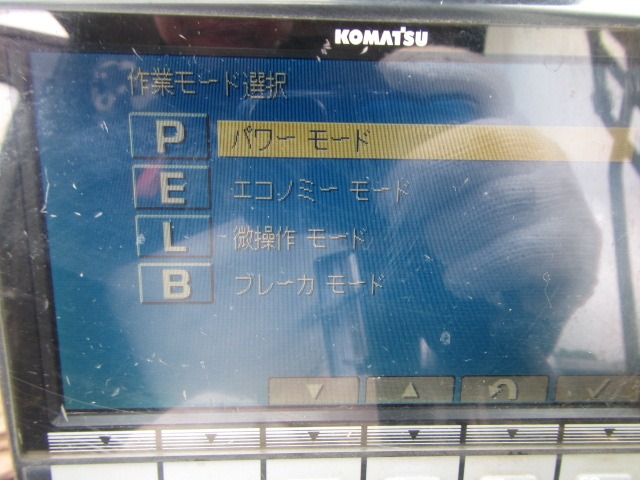 KOMATSU
作業モード選択
P パワー モード
E エコノミー モード
L 微操作 モード
B ブレーカ モード